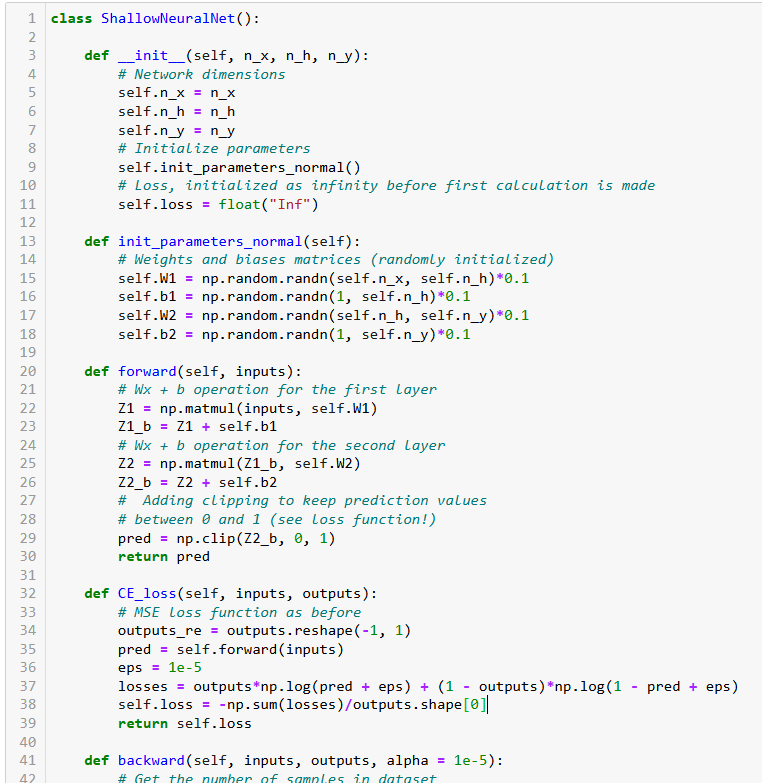 1 class ShallowNeuralNet():
2
3     def __init__(self, n_x, n_h, n_y):
4         # Network dimensions
5         self.n_x = n_x
6         self.n_h = n_h
7         self.n_y = n_y
8         # Initialize parameters
9         self.init_parameters_normal()
10         # Loss, initialized as infinity before first calculation is made
11         self.loss = float("Inf")
12
13     def init_parameters_normal(self):
14         # Weights and biases matrices (randomly initialized)
15         self.W1 = np.random.randn(self.n_x, self.n_h)*0.1
16         self.b1 = np.random.randn(1, self.n_h)*0.1
17         self.W2 = np.random.randn(self.n_h, self.n_y)*0.1
18         self.b2 = np.random.randn(1, self.n_y)*0.1
19
20     def forward(self, inputs):
21         # Wx + b operation for the first layer
22         Z1 = np.matmul(inputs, self.W1)
23         Z1_b = Z1 + self.b1
24         # Wx + b operation for the second layer
25         Z2 = np.matmul(Z1_b, self.W2)
26         Z2_b = Z2 + self.b2
27         #  Adding clipping to keep prediction values
28         # between 0 and 1 (see loss function!)
29         pred = np.clip(Z2_b, 0, 1)
30         return pred
31
32     def CE_loss(self, inputs, outputs):
33         # MSE loss function as before
34         outputs_re = outputs.reshape(-1, 1)
35         pred = self.forward(inputs)
36         eps = 1e-5
37         losses = outputs*np.log(pred + eps) + (1 - outputs)*np.log(1 - pred + eps)
38         self.loss = -np.sum(losses)/outputs.shape[0]
39         return self.loss
40
41     def backward(self, inputs, outputs, alpha = 1e-5):
42         # Get the number of samples in dataset